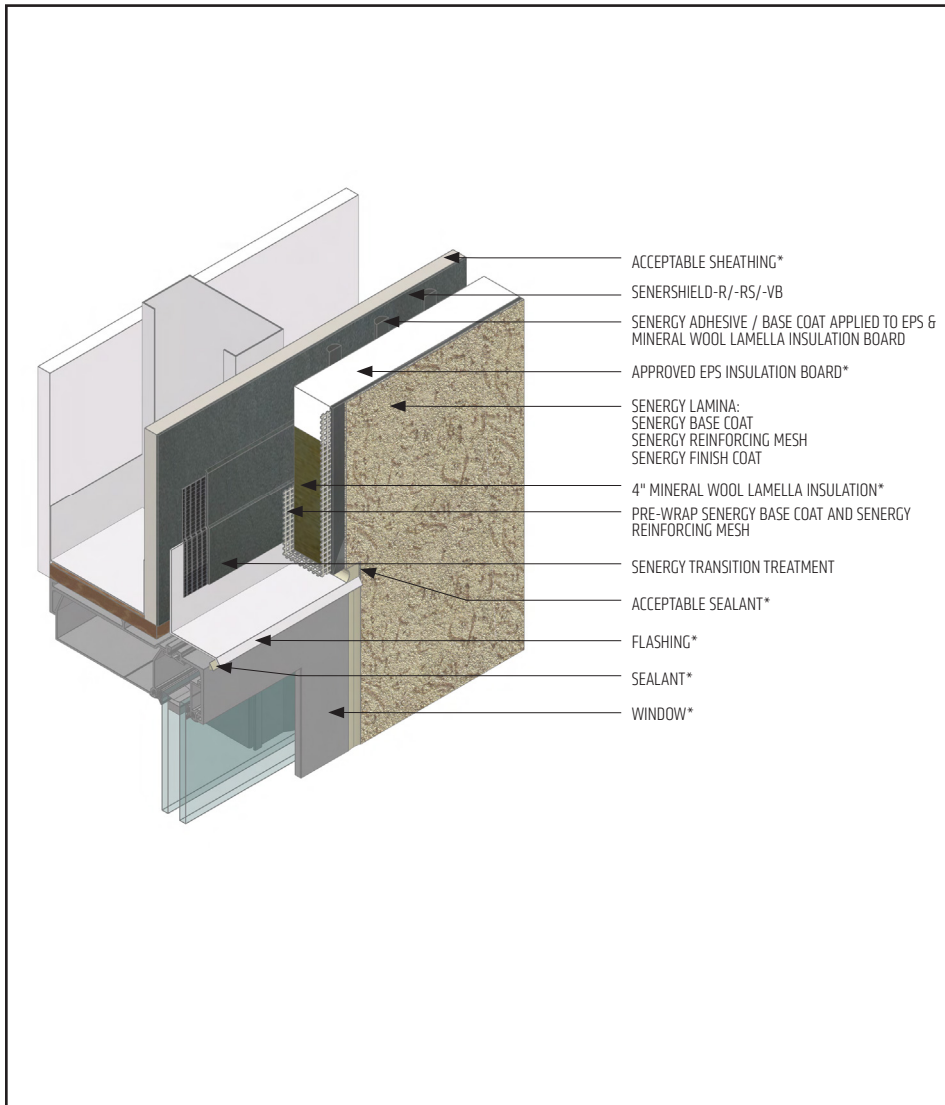 ACCEPTABLE SHEATHING*
SENERSHIELD-R/-RS/-VB
SENERGY ADHESIVE / BASE COAT APPLIED TO EPS &
MINERAL WOOL LAMELLA INSULATION BOARD
APPROVED EPS INSULATION BOARD*
SENERGY LAMINA:
SENERGY BASE COAT
SENERGY REINFORCING MESH
SENERGY FINISH COAT
4" MINERAL WOOL LAMELLA INSULATION*
PRE-WRAP SENERGY BASE COAT AND SENERGY
REINFORCING MESH
SENERGY TRANSITION TREATMENT
ACCEPTABLE SEALANT*
FLASHING*
SEALANT*
WINDOW*